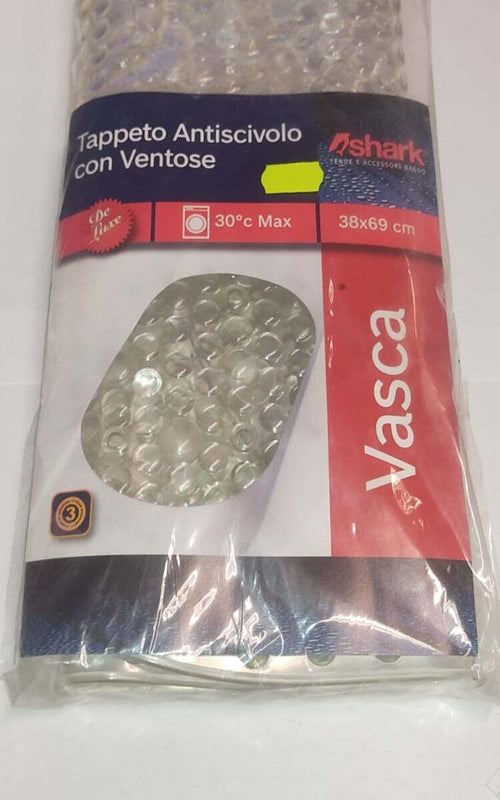 Tappeto Antiscivolo
con Ventose
shark
TENDE E ACCESSORI BAGNO
De
Luxe
30°c Max
38x69 cm
Vasca
3